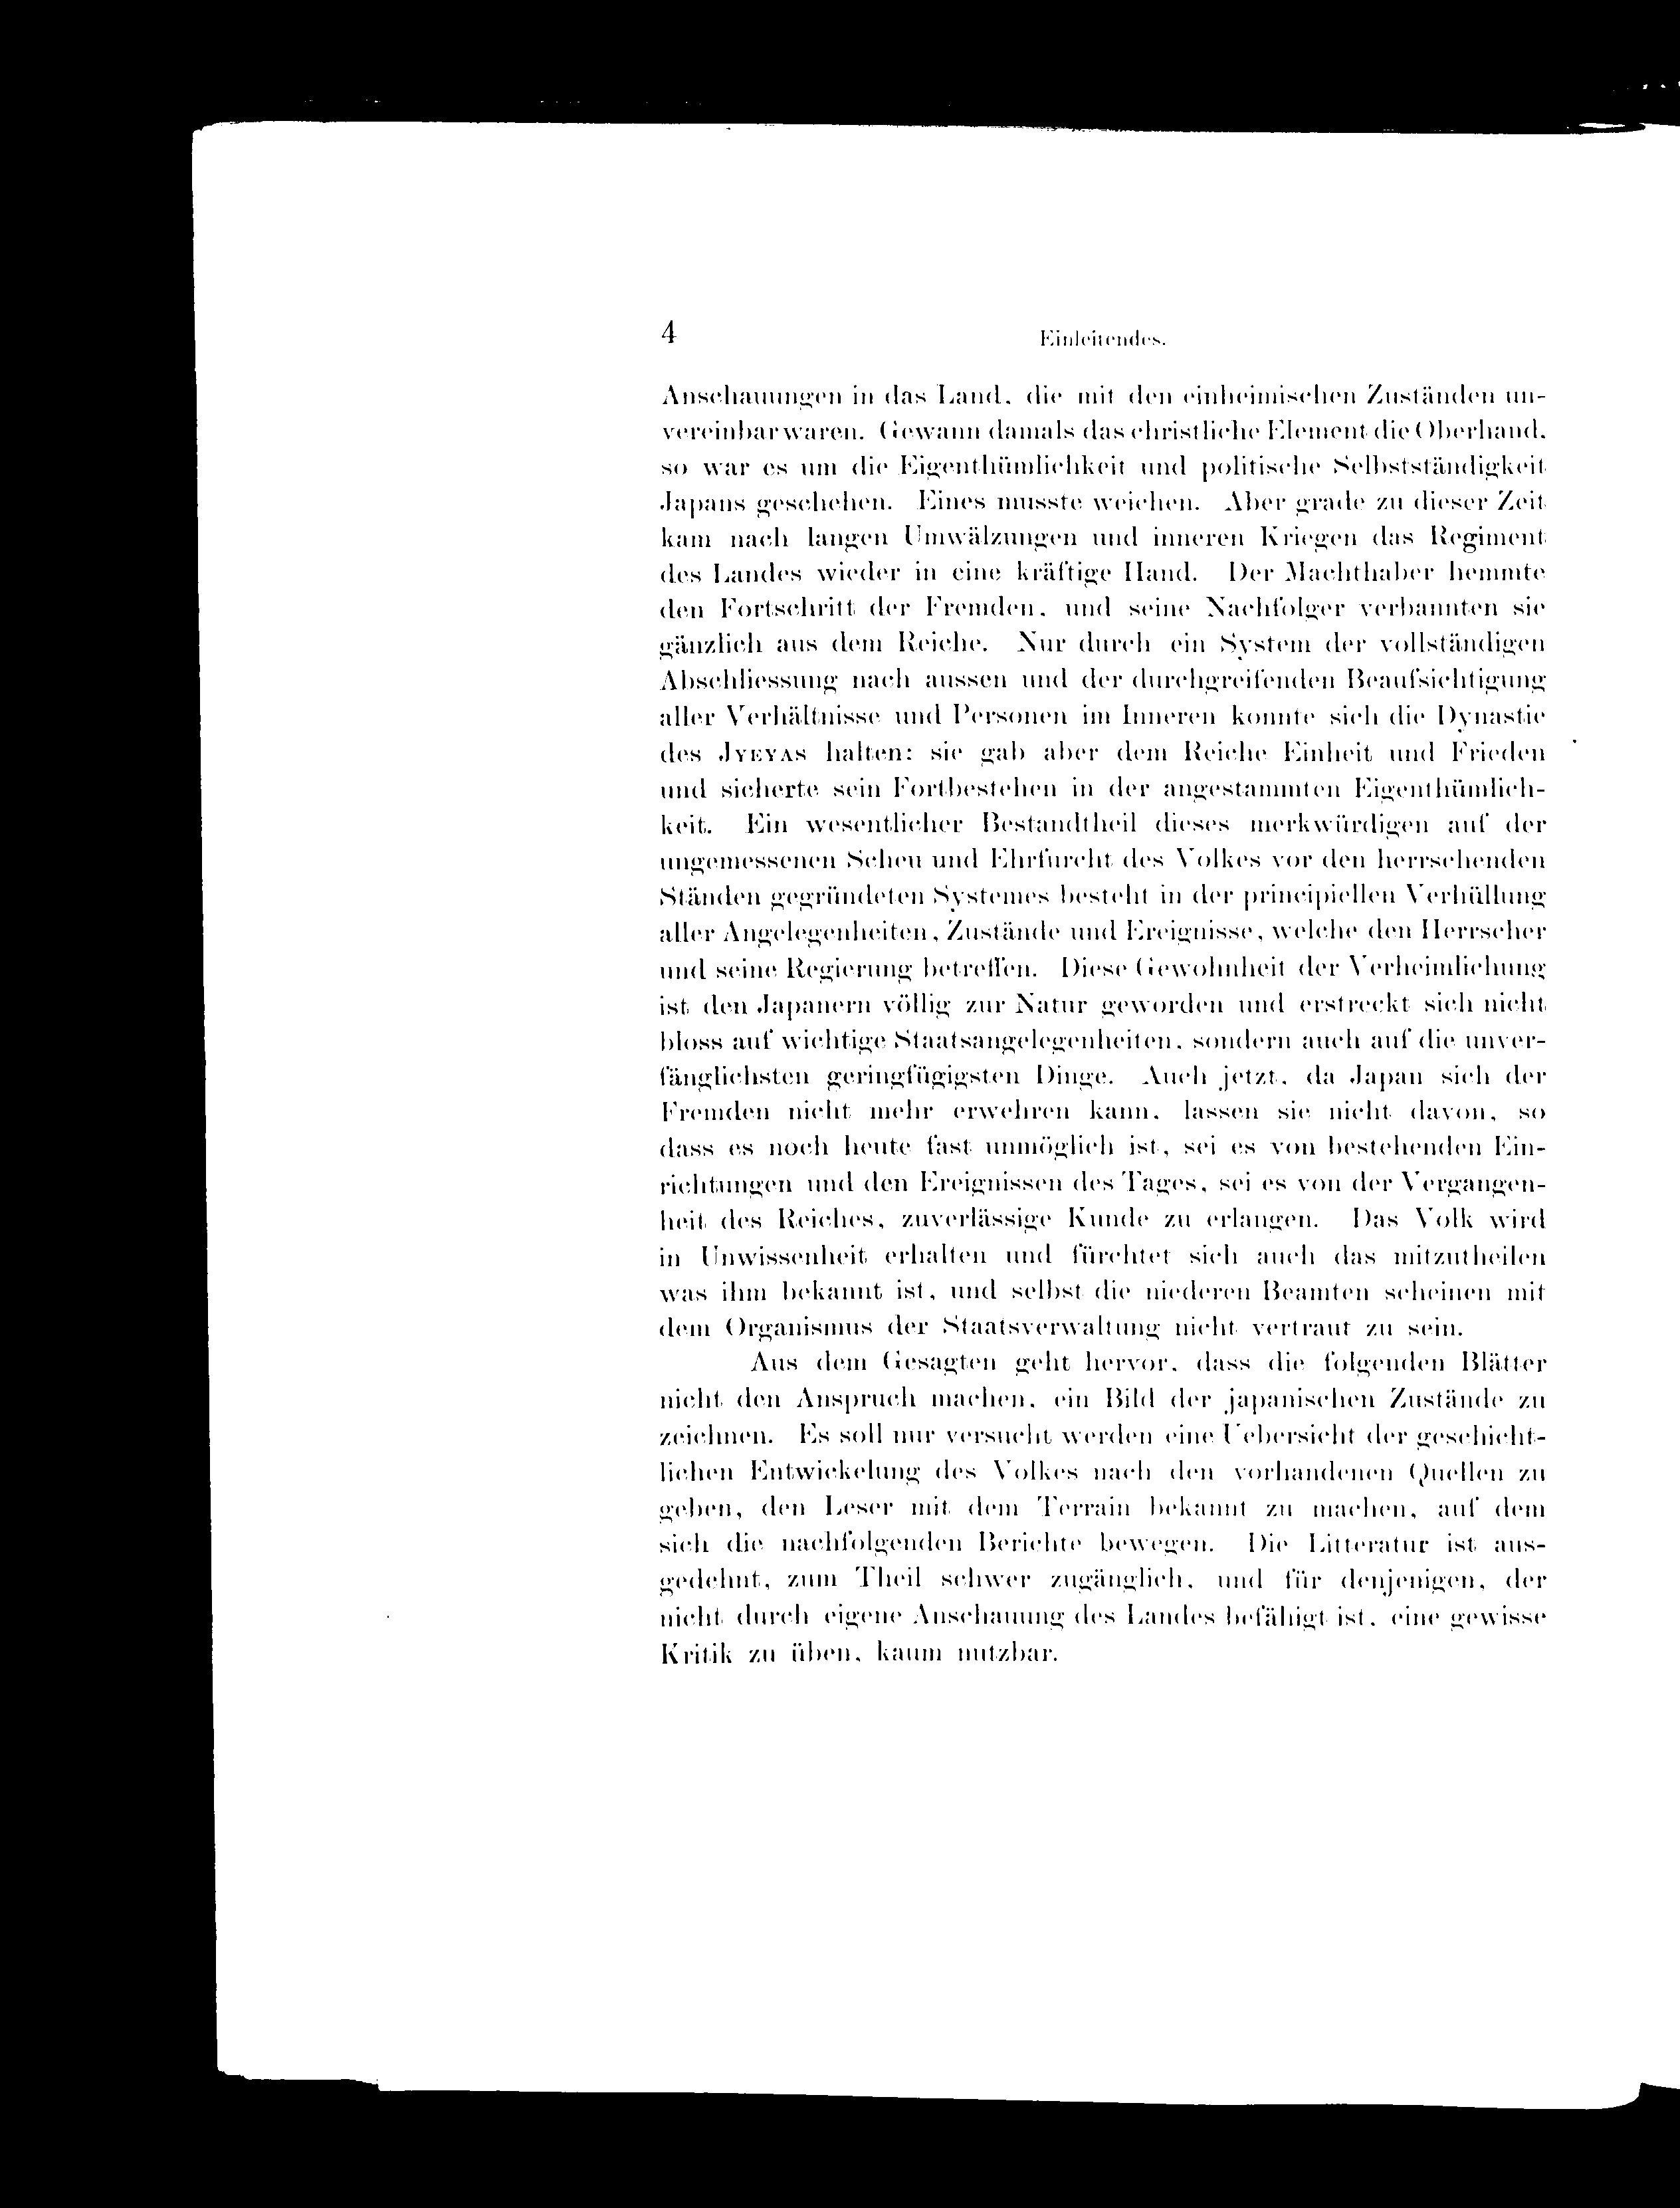 4 Einleitendes.
Anschauungen in das Land, die mit den einheimischen Zuständen un-
vereinbar waren. Gewann damals das christliche Element die Oberhand,
so war es um die Eigenthümlichkeit und politische Selbstständigkeit
Japans geschehen. Eines musste weichen. Aber grade zu dieser Zeit
kam nach langen Umwälzungen und inneren Kriegen das Regiment
des Landes wieder in eine kräftige Hand. Der Machthaber hemmte
den Fortschritt der Fremden, und seine Nachfolger verbannten sie
gänzlich aus dem Reiche. Nur durch ein System der vollständigen
Abschliessung nach aussen und der durchgreifenden Beaufsichtigung
aller Verhältnisse und Personen im Inneren konnte sich die Dynastie
des Jyeyas halten; sie gab aber dem Reiche Einheit und Frieden
und sicherte sein Fortbestehen in der angestammten Eigenthümlich-
keit. Ein wesentlicher Bestandtheil dieses merkwürdigen auf der
ungemessenen Scheu und Ehrfurcht des Volkes vor den herrschenden
Ständen gegründeten Systemes besteht in der principiellen Verhüllung
aller Angelegenheiten, Zustände und Ereignisse, welche den Herrscher
und seine Regierung betreffen. Diese Gewohnheit der Verheimlichung
ist den Japanern völlig zur Natur geworden und erstreckt sich nicht
bloss auf wichtige Staatsangelegenheiten, sondern auch auf die unver-
fänglichsten geringfügigsten Dinge. Auch jetzt, da Japan sich der
Fremden nicht mehr erwehren kann, lassen sie nicht davon, so
dass es noch heute fast unmöglich ist, sei es von bestehenden Ein-
richtungen und den Ereignissen des Tages, sei es von der Vergangen-
heit des Reiches, zuverlässige Kunde zu erlangen. Das Volk wird
in Unwissenheit erhalten und fürchtet sich auch das mitzutheilen
was ihm bekannt ist, und selbst die niederen Beamten scheinen mit
dem Organismus der Staatsverwaltung nicht vertraut zu sein.
Aus dem Gesagten geht hervor, dass die folgenden Blätter
nicht den Anspruch machen, ein Bild der japanischen Zustände zu
zeichnen. Es soll nur versucht werden eine Uebersicht der geschicht-
lichen Entwickelung des Volkes nach den vorhandenen Quellen zu
geben, den Leser mit dem Terrain bekannt zu machen, auf dem
sich die nachfolgenden Berichte bewegen. Die Litteratur ist aus-
gedehnt, zum Theil schwer zugänglich, und für denjenigen, der
nicht durch eigene Anschauung des Landes befähigt ist, eine gewisse
Kritik zu üben, kaum nutzbar.